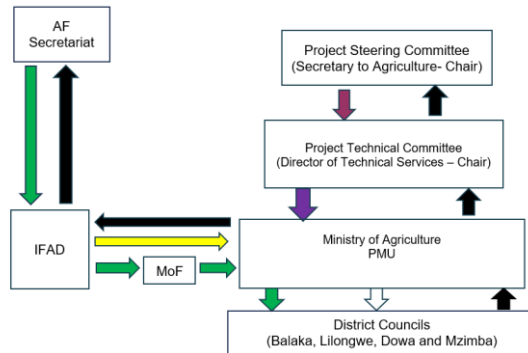 AF
Secretariat
Project Steering Committee
(Secretary to Agriculture- Chair)
Project Technical Committee
(Director of Technical Services – Chair)
IFAD
MoF
Ministry of Agriculture
PMU
District Councils
(Balaka, Lilongwe, Dowa and Mzimba)